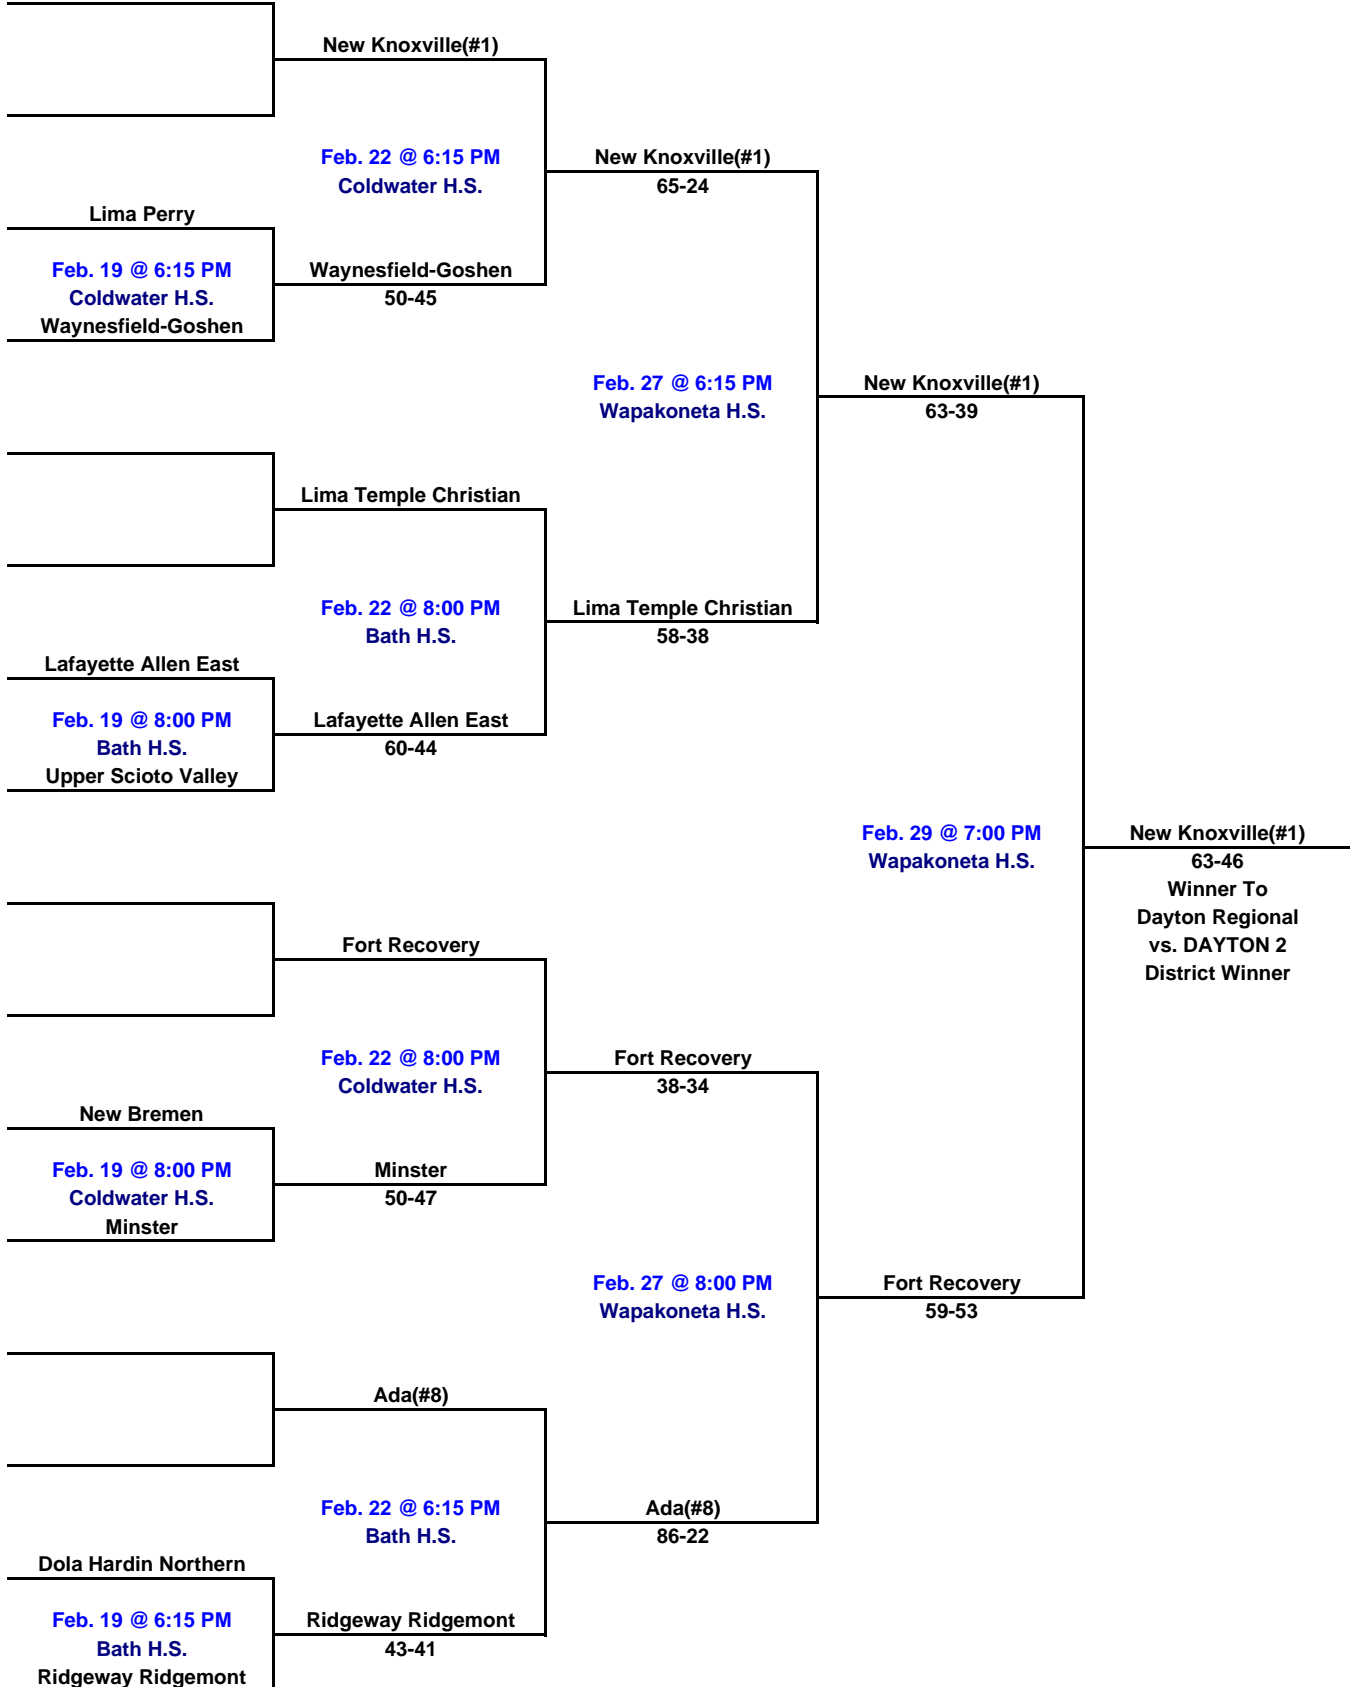 New Knoxville(#1)
Feb. 22 @ 6:15 PM
Coldwater H.S.
New Knoxville(#1)
65-24
Lima Perry
Feb. 19 @ 6:15 PM
Coldwater H.S.
Waynesfield-Goshen
Waynesfield-Goshen
50-45
Feb. 27 @ 6:15 PM
Wapakoneta H.S.
New Knoxville(#1)
63-39
Lima Temple Christian
Feb. 22 @ 8:00 PM
Bath H.S.
Lima Temple Christian
58-38
Lafayette Allen East
Feb. 19 @ 8:00 PM
Bath H.S.
Upper Scioto Valley
Lafayette Allen East
60-44
Feb. 29 @ 7:00 PM
Wapakoneta H.S.
New Knoxville(#1)
63-46
Winner To
Dayton Regional
vs. DAYTON 2
District Winner
Fort Recovery
Feb. 22 @ 8:00 PM
Coldwater H.S.
Fort Recovery
38-34
New Bremen
Feb. 19 @ 8:00 PM
Coldwater H.S.
Minster
Minster
50-47
Feb. 27 @ 8:00 PM
Wapakoneta H.S.
Fort Recovery
59-53
Ada(#8)
Feb. 22 @ 6:15 PM
Bath H.S.
Ada(#8)
86-22
Dola Hardin Northern
Feb. 19 @ 6:15 PM
Bath H.S.
Ridgeway Ridgemont
Ridgeway Ridgemont
43-41